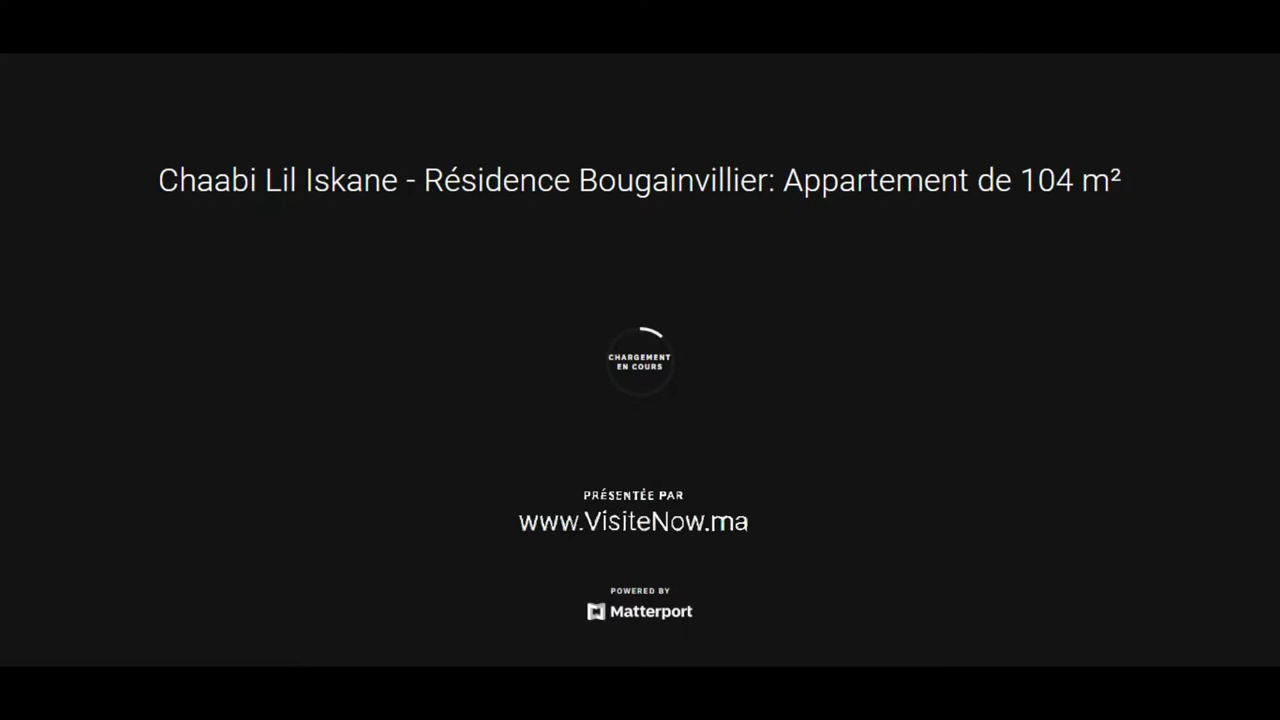 Chaabi Lil Iskane - Résidence Bougainvillier: Appartement de 104 m²
CHARGEMENT
EN COURS
PRÉSENTÉE PAR
www.VisiteNow.ma
POWERED BY
Matterport